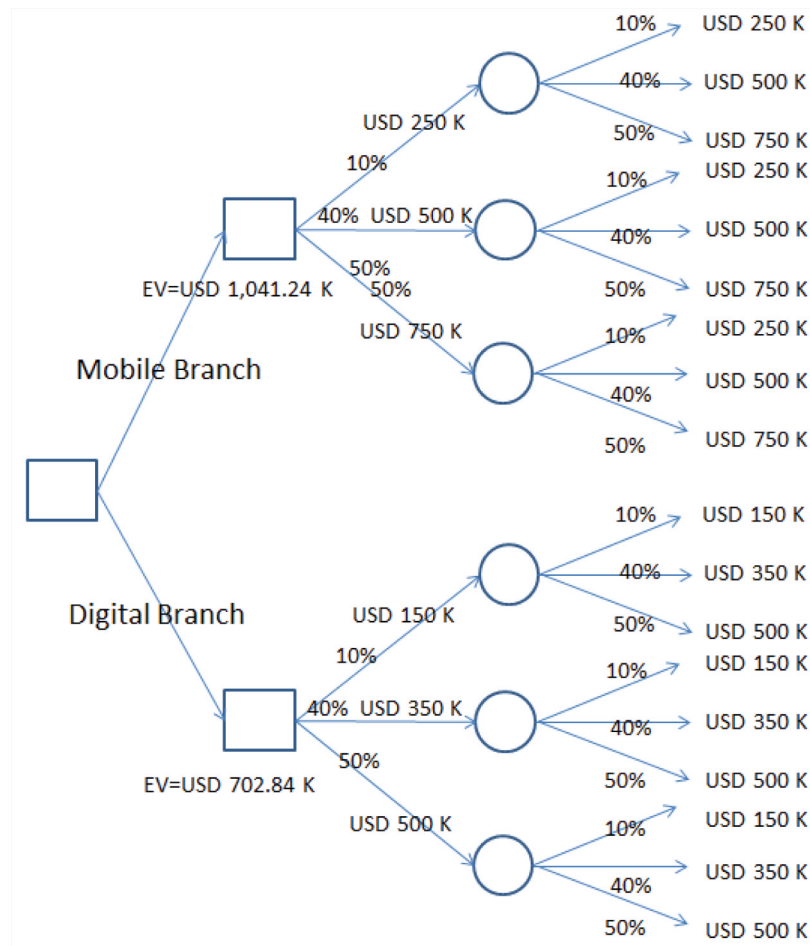 10% USD 250 K
40% USD 500 K
USD 250 K
50% USD 750 K
10%
10% USD 250 K
40% USD 500 K
40% USD 500 K
50%
EV=USD 1,041.24 K
50%
50% USD 750 K
USD 750 K
10% USD 250 K
Mobile Branch
40% USD 500 K
50% USD 750 K
10% USD 150 K
40% USD 350 K
Digital Branch
USD 150 K
50% USD 500 K
10%
10% USD 150 K
40% USD 350 K
40% USD 350 K
50%
EV=USD 702.84 K
50% USD 500 K
USD 500 K
10% USD 150 K
40% USD 350 K
50% USD 500 K